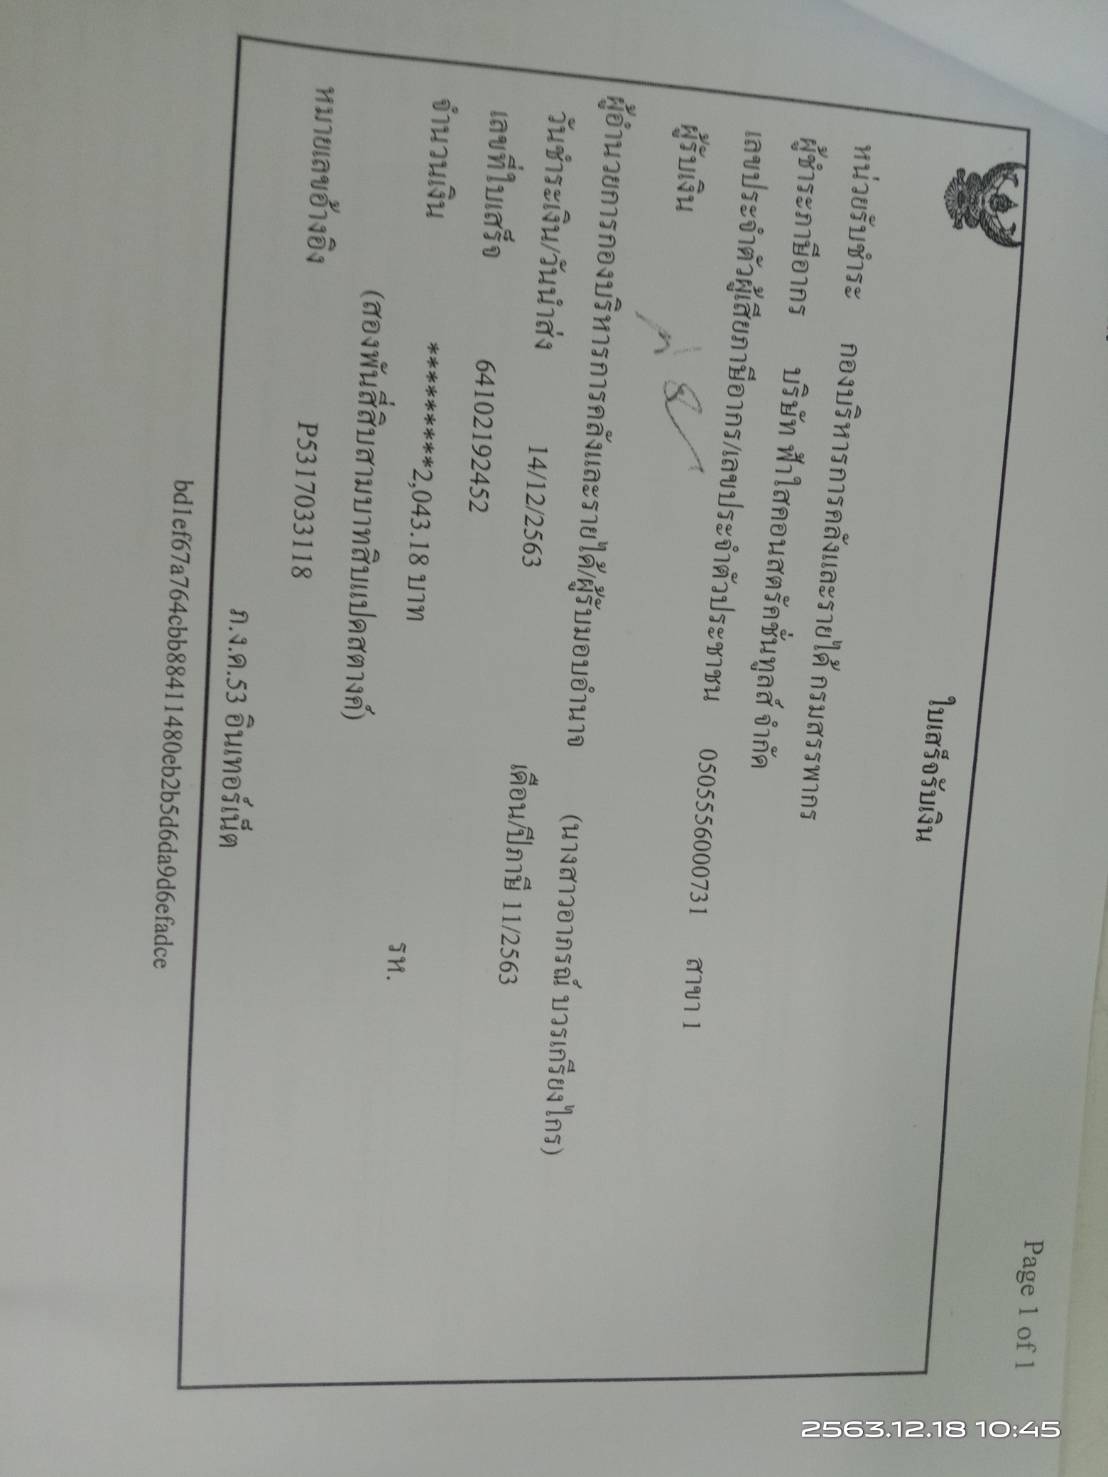 Page 1 of 1
ใบเสร็จรับเงิน
หน่วยรับชำระ กองบริหารการคลังและรายได้ กรมสรรพากร
ผู้ชำระภาษีอากร บริษัท ฟ้าใสคอนสตรัคชั่นทูลส์ จำกัด
เลขประจำตัวผู้เสียภาษีอากร/เลขประจำตัวประชาชน 0505556000731 สาขา 1
ผู้รับเงิน
ผู้อำนวยการกองบริหารการคลังและรายได้/ผู้รับมอบอำนาจ (นางสาวอาภรณ์ บวรเกรียงไกร)
วันชำระเงิน/วันนำส่ง 14/12/2563 เดือน/ปีภาษี 11/2563
เลขที่ใบเสร็จ 64102192452
จำนวนเงิน ********2,043.18 บาท รห.
(สองพันสี่สิบสามบาทสิบแปดสตางค์)
หมายเลขอ้างอิง P5317033118
ภ.ง.ด.53 อินเทอร์เน็ต
bd1ef67a764cbb88411480eb2b5d6da9d6efadce
2563.12.18 10:45